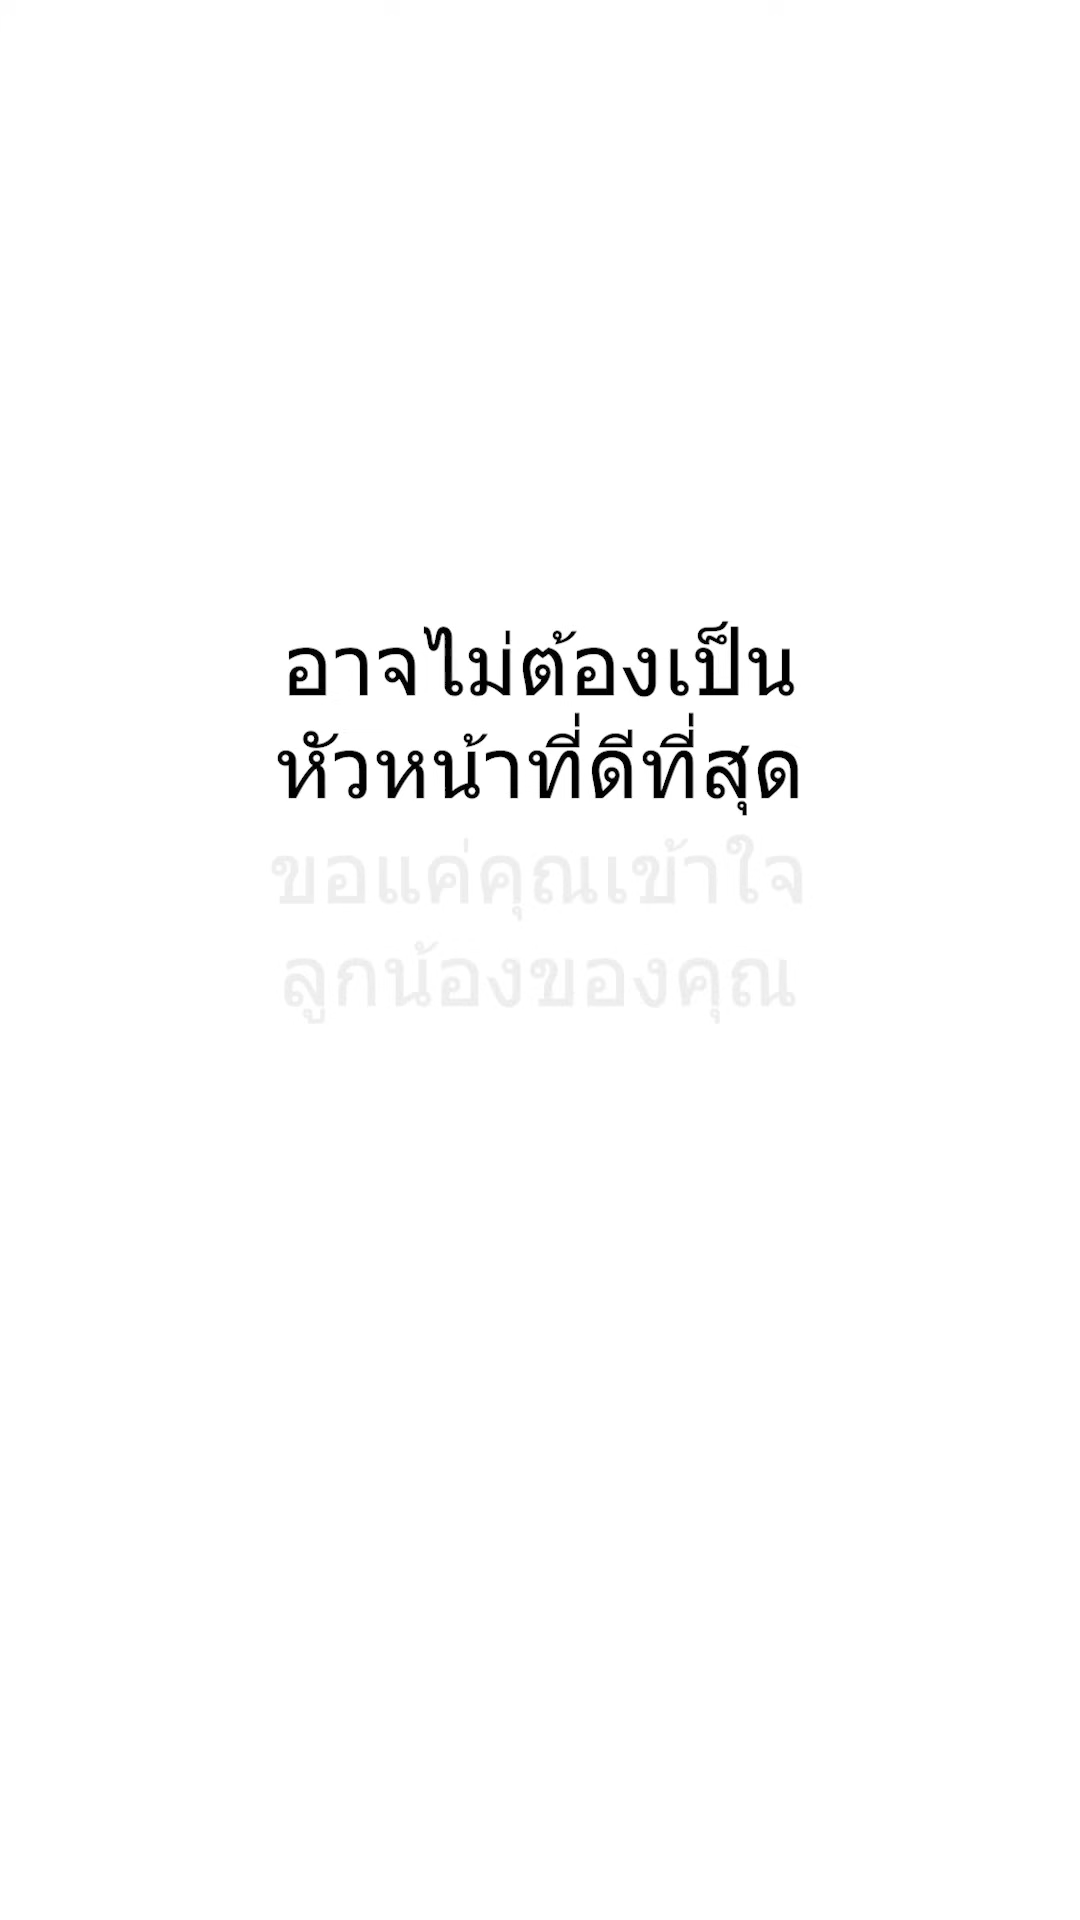 อาจไม่ต้องเป็น
หัวหน้าที่ดีที่สุด
ขอแค่คุณเข้าใจ
ลูกน้องของคุณ